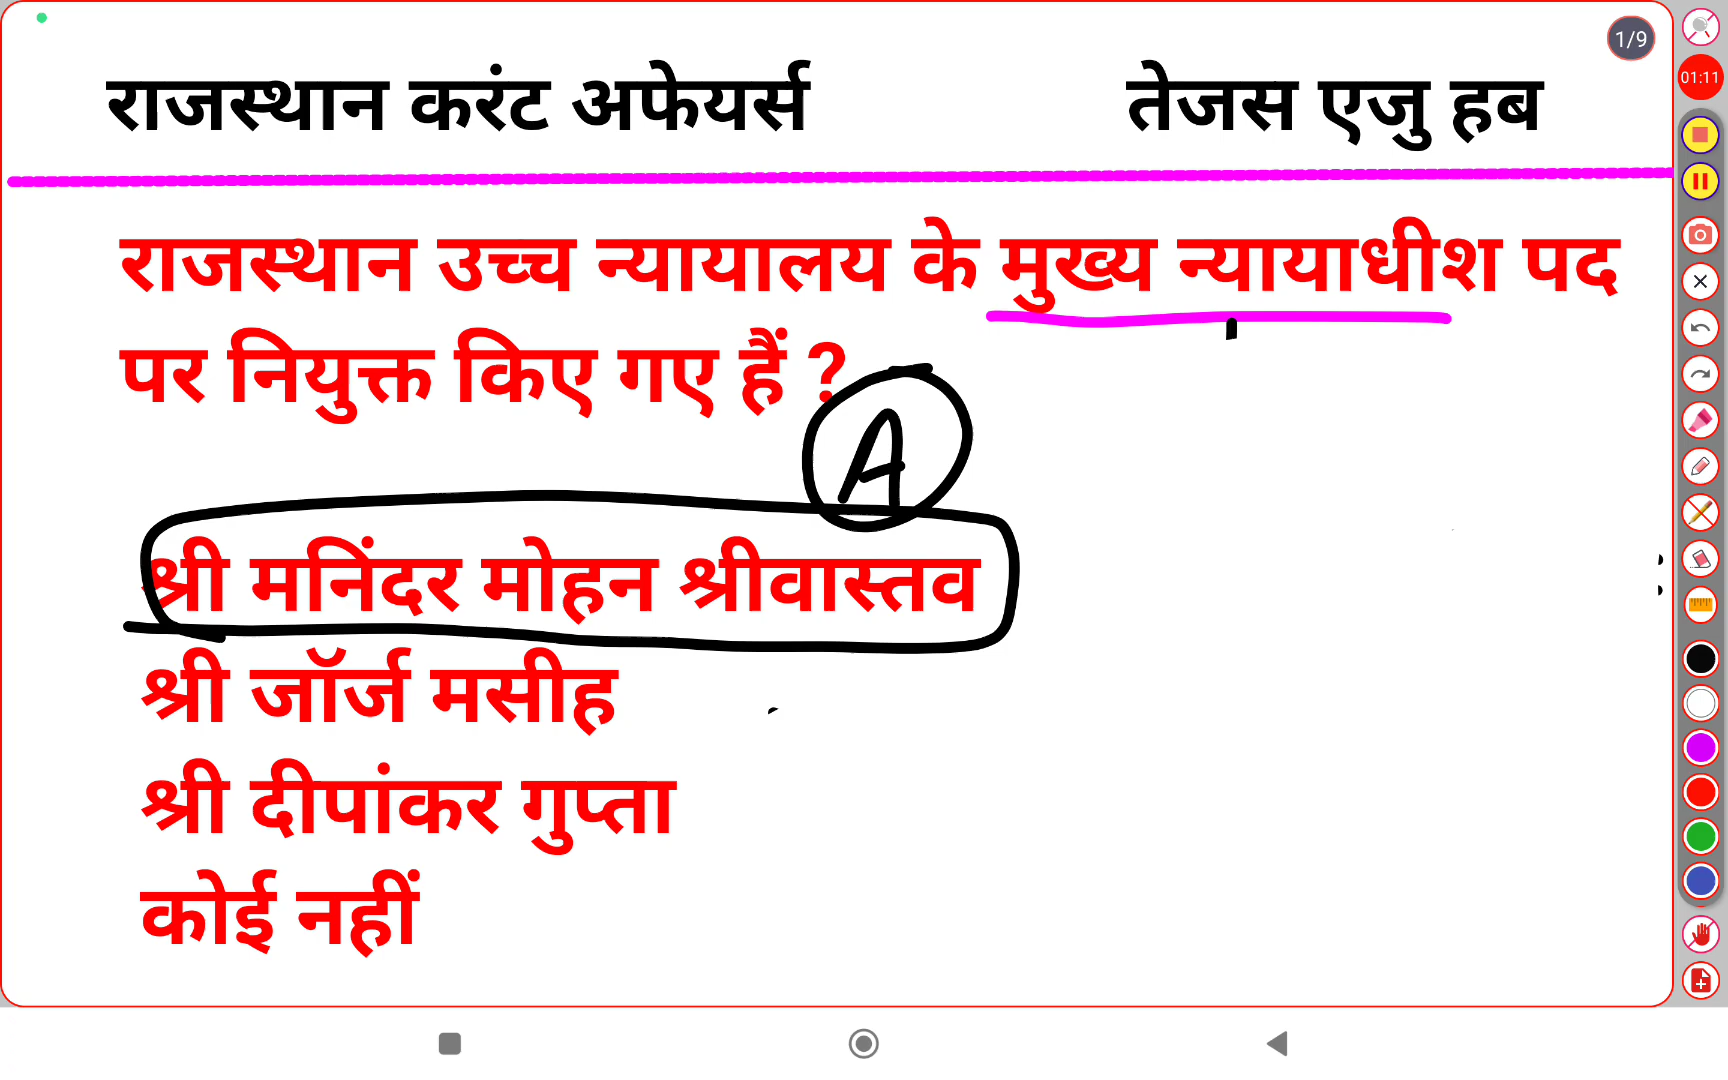 1/9
राजस्थान करंट अफेयर्स तेजस एजु हब
01:11
राजस्थान उच्च न्यायालय के मुख्य न्यायाधीश पद
पर नियुक्त किए गए हैं ?
A
श्री मनिंदर मोहन श्रीवास्तव
श्री जॉर्ज मसीह
श्री दीपांकर गुप्ता
कोई नहीं